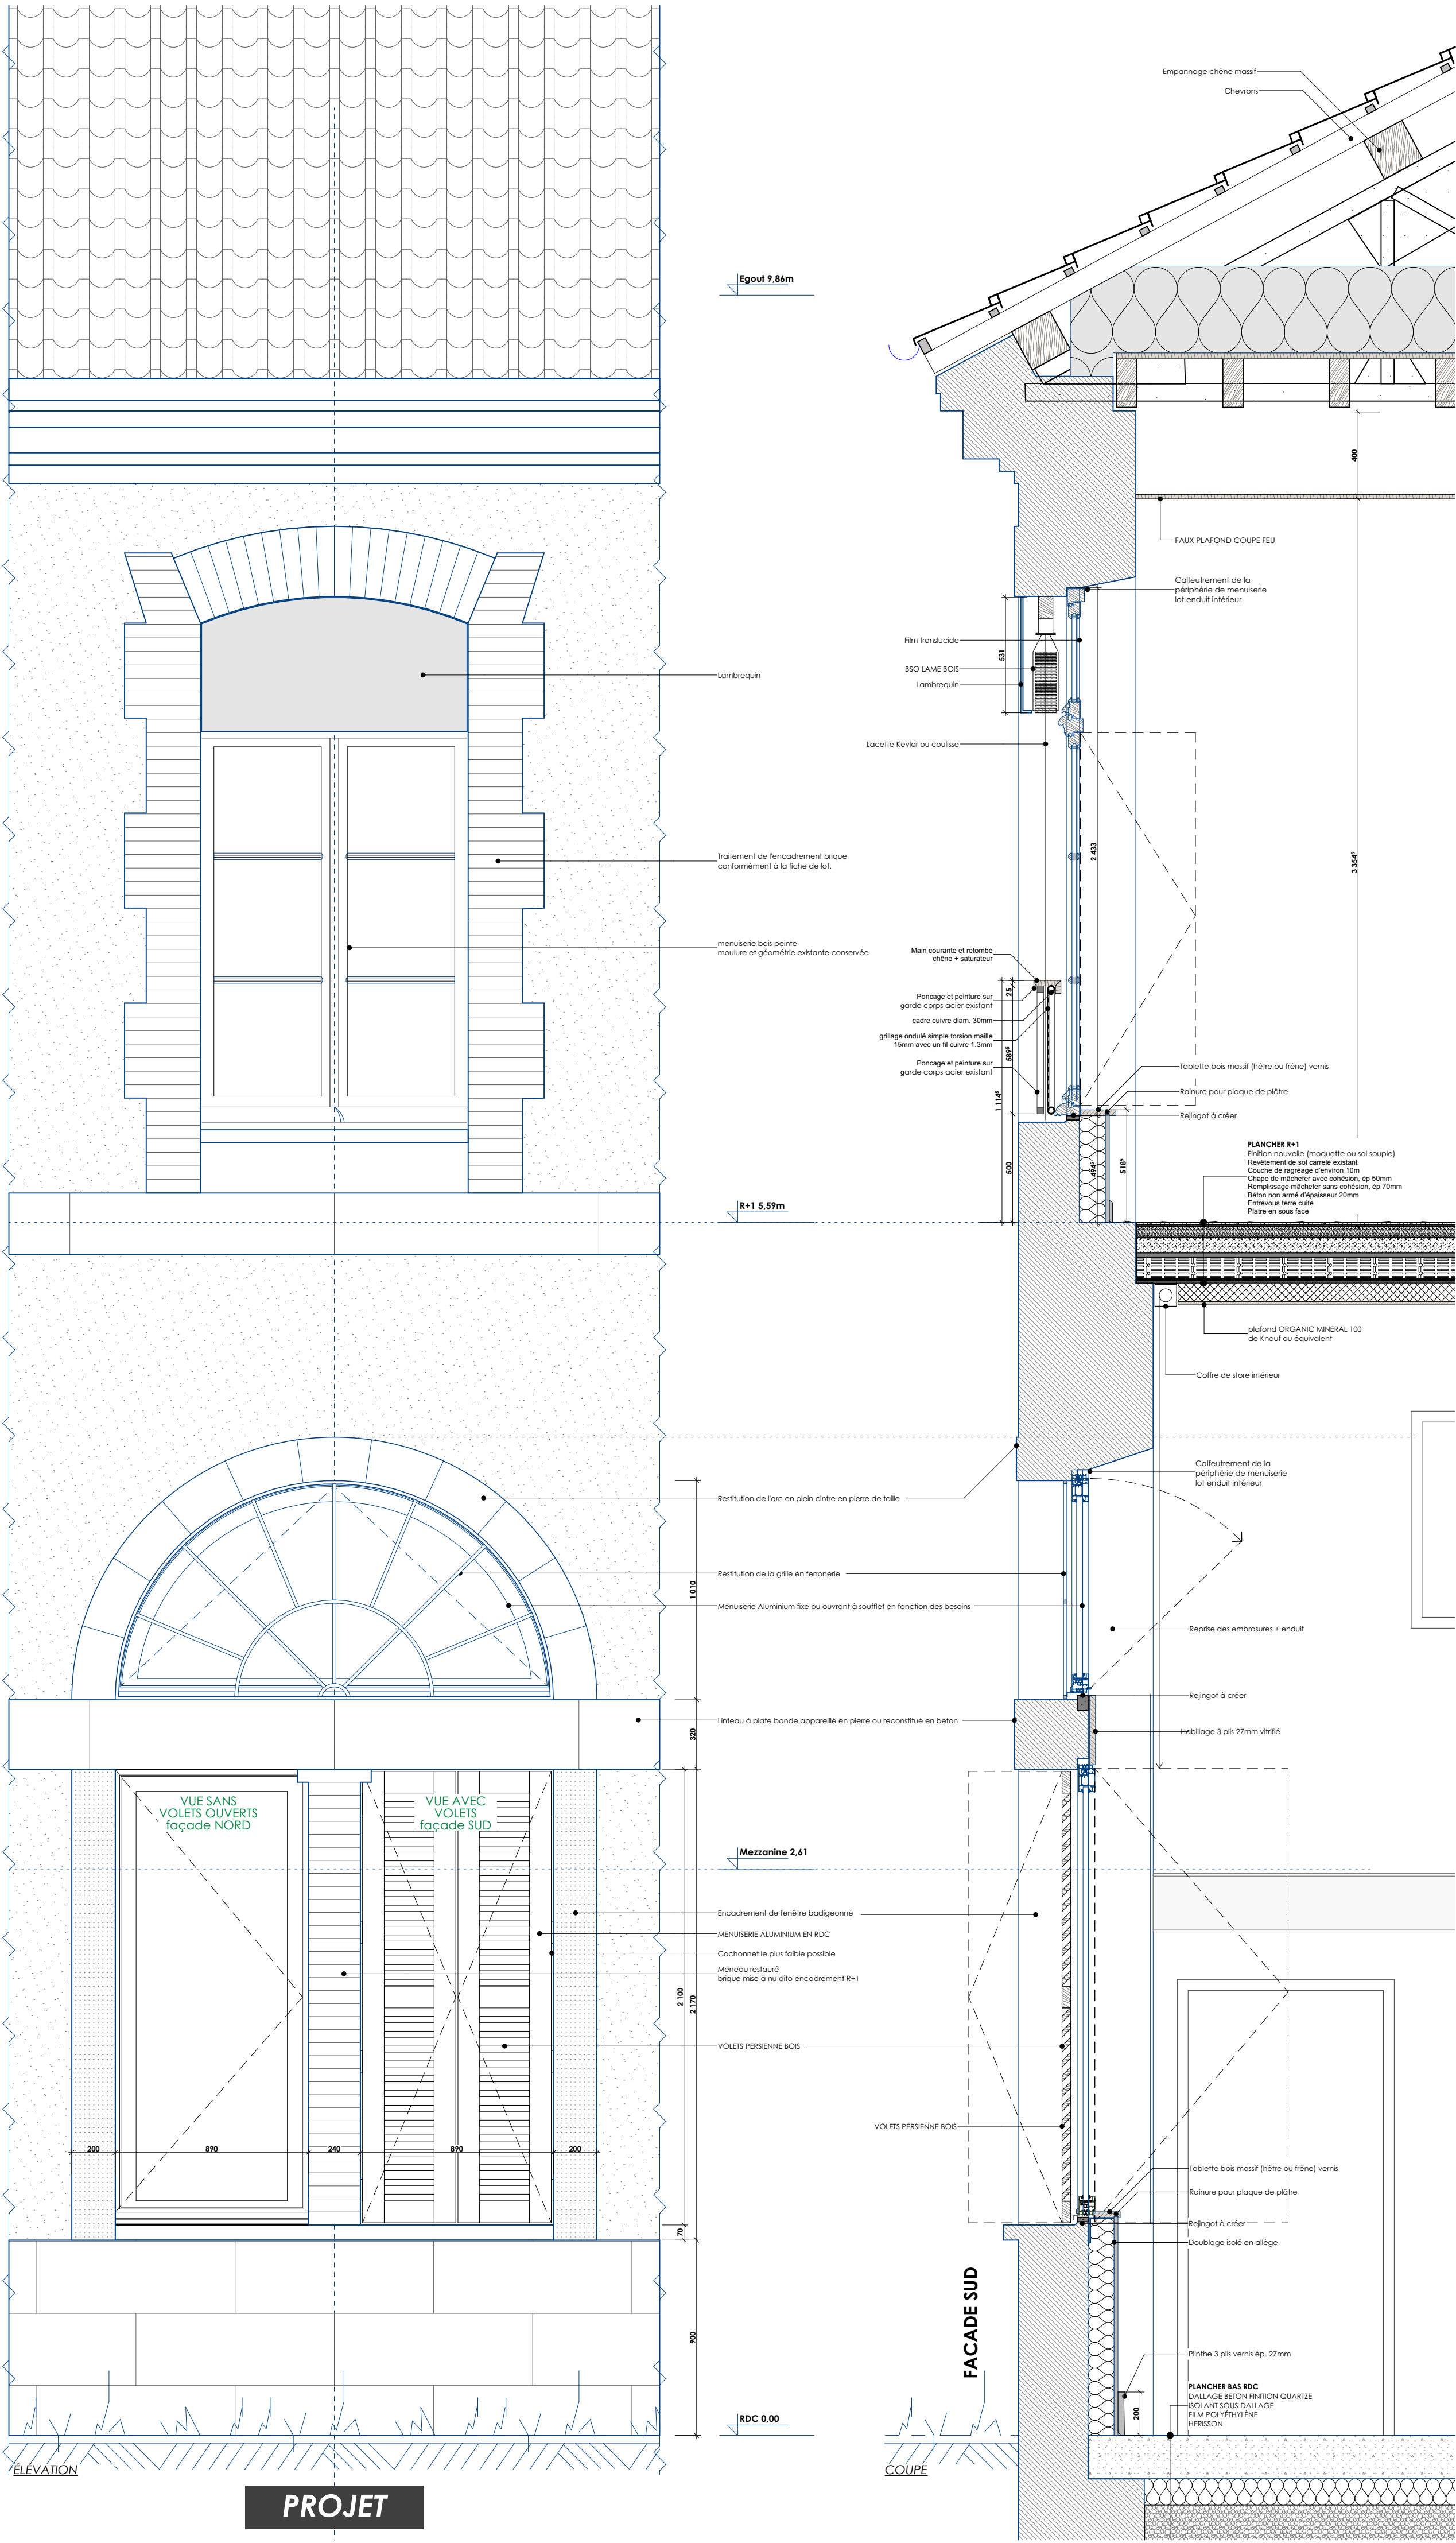 Empannage chêne massif
Chevrons
Egout 9,86m
400
FAUX PLAFOND COUPE FEU
Calfeutrement de la
périphérie de menuiserie
lot enduit intérieur
Film translucide
531
BSO LAME BOIS
Lambrequin
Lambrequin
Lacette Kevlar ou coulisse
2 433
3 354⁵
Traitement de l'encadrement brique
conformément à la fiche de lot.
menuiserie bois peinte
moulure et géométrie existante conservée
Main courante et retombé
chêne + saturateur
25
Poncage et peinture sur
garde corps acier existant
cadre cuivre diam. 30mm
grillage ondulé simple torsion maille
15mm avec un fil cuivre 1.3mm
589⁵
Poncage et peinture sur
garde corps acier existant
1 114⁵
Tablette bois massif (hêtre ou frêne) vernis
Rainure pour plaque de plâtre
Rejingot à créer
500
494⁵
518⁵
PLANCHER R+1
Finition nouvelle (moquette ou sol souple)
Revêtement de sol carrelé existant
Couche de ragréage d'environ 10m
Chape de mâchefer avec cohésion, ép 50mm
Remplissage mâchefer sans cohésion, ép 70mm
Béton non armé d'épaisseur 20mm
Entrevous terre cuite
Platre en sous face
R+1 5,59m
plafond ORGANIC MINERAL 100
de Knauf ou équivalent
Coffre de store intérieur
Calfeutrement de la
périphérie de menuiserie
lot enduit intérieur
Restitution de l'arc en plein cintre en pierre de taille
1 010
Restitution de la grille en ferronerie
Menuiserie Aluminium fixe ou ouvrant à soufflet en fonction des besoins
Reprise des embrasures + enduit
Rejingot à créer
Linteau à plate bande appareillé en pierre ou reconstitué en béton
320
Habillage 3 plis 27mm vitrifié
VUE SANS
VOLETS OUVERTS
façade NORD
VUE AVEC
VOLETS
façade SUD
Mezzanine 2,61
Encadrement de fenêtre badigeonné
MENUISERIE ALUMINIUM EN RDC
Cochonnet le plus faible possible
Meneau restauré
brique mise à nu dito encadrement R+1
2 100
2 170
VOLETS PERSIENNE BOIS
VOLETS PERSIENNE BOIS
200
890
240
890
200
Tablette bois massif (hêtre ou frêne) vernis
Rainure pour plaque de plâtre
Rejingot à créer
Doublage isolé en allège
70
900
FACADE SUD
Plinthe 3 plis vernis ép. 27mm
200
PLANCHER BAS RDC
DALLAGE BETON FINITION QUARTZE
ISOLANT SOUS DALLAGE
FILM POLYÉTHYLÈNE
HERISSON
RDC 0,00
ÉLÉVATION
COUPE
PROJET